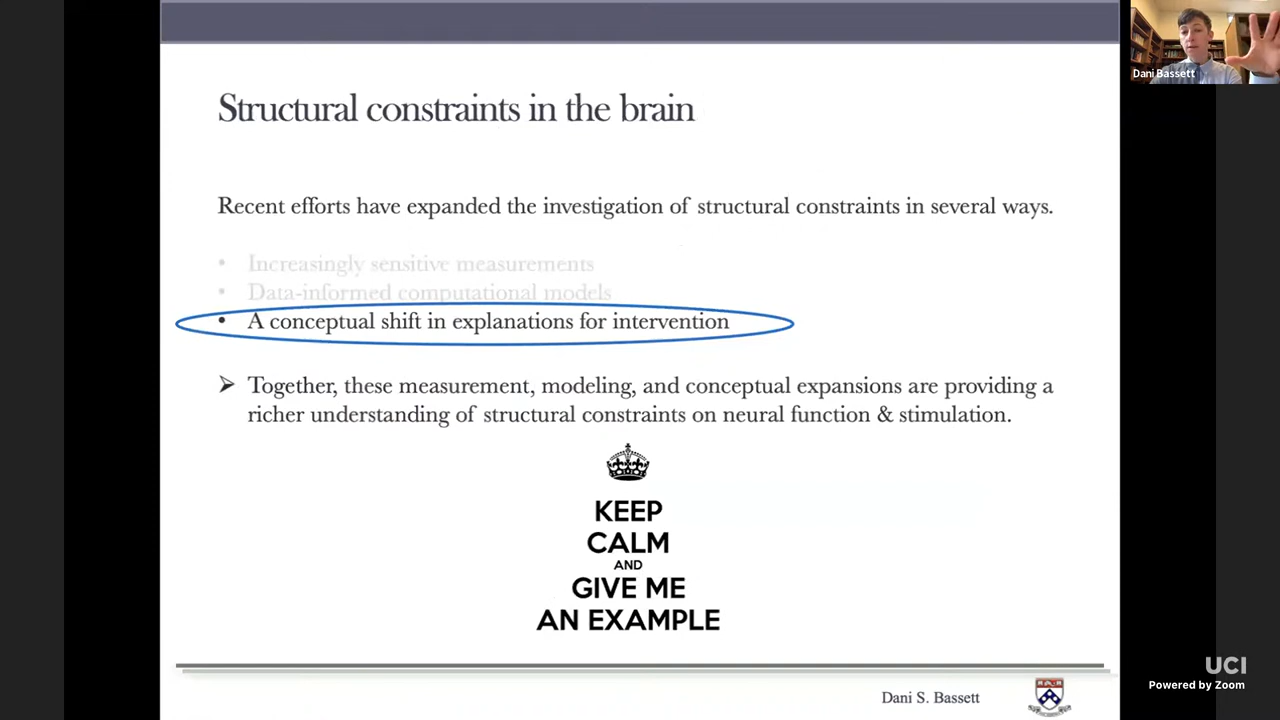 Dani Bassett
Structural constraints in the brain
Recent efforts have expanded the investigation of structural constraints in several ways.
• Increasingly sensitive measurements
• Data-informed computational models
• A conceptual shift in explanations for intervention
➢ Together, these measurement, modeling, and conceptual expansions are providing a
richer understanding of structural constraints on neural function & stimulation.
KEEP
CALM
AND
GIVE ME
AN EXAMPLE
Dani S. Bassett
UCI
Powered by Zoom